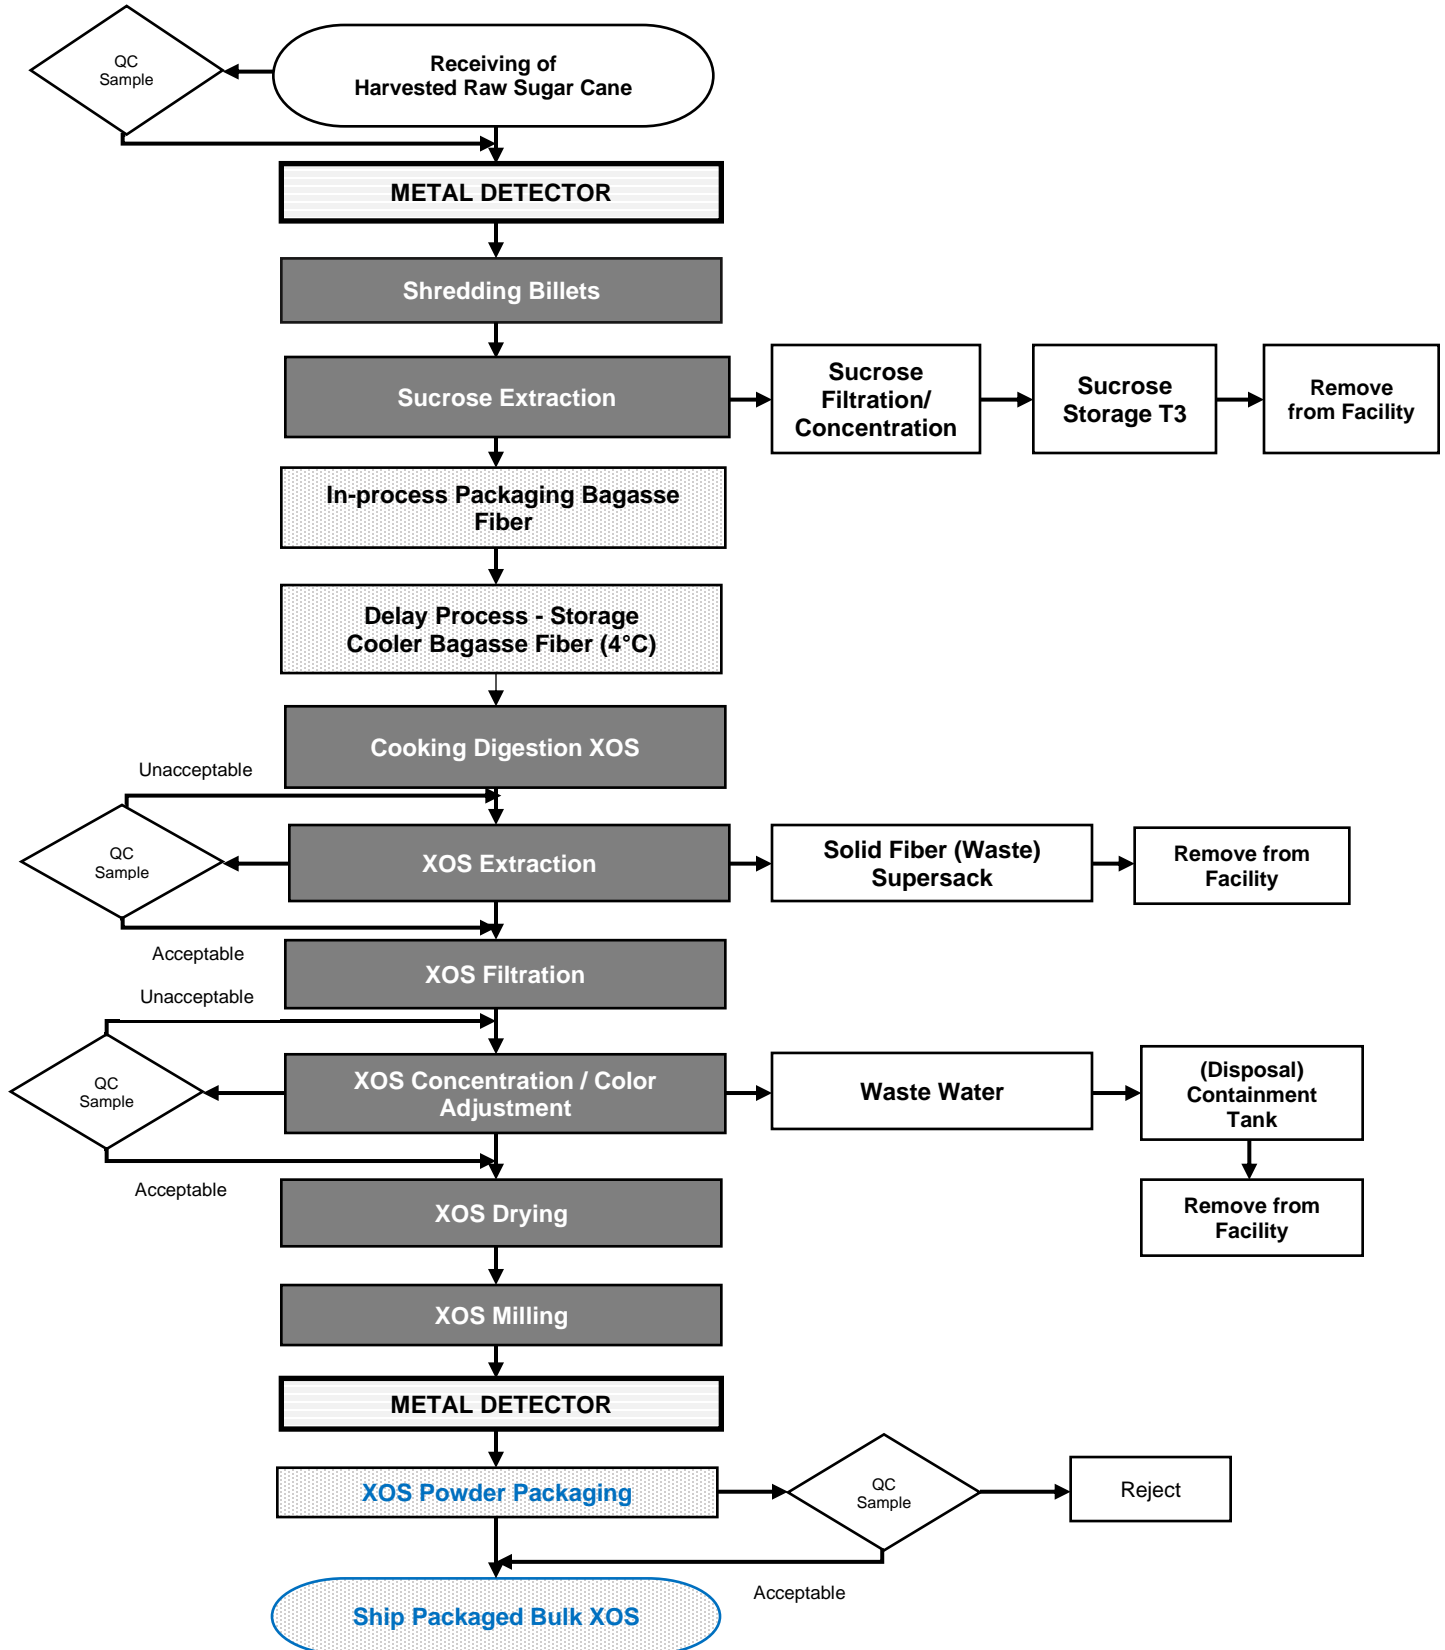 QC
Sample
Receiving of
Harvested Raw Sugar Cane
METAL DETECTOR
Shredding Billets
Sucrose Extraction
Sucrose
Filtration/
Concentration
Sucrose
Storage T3
Remove
from Facility
In-process Packaging Bagasse
Fiber
Delay Process - Storage
Cooler Bagasse Fiber (4°C)
Cooking Digestion XOS
Unacceptable
QC
Sample
XOS Extraction
Solid Fiber (Waste)
Supersack
Remove from
Facility
Acceptable
XOS Filtration
Unacceptable
QC
Sample
XOS Concentration / Color
Adjustment
Waste Water
(Disposal)
Containment
Tank
Acceptable
XOS Drying
Remove from
Facility
XOS Milling
METAL DETECTOR
XOS Powder Packaging
QC
Sample
Reject
Acceptable
Ship Packaged Bulk XOS